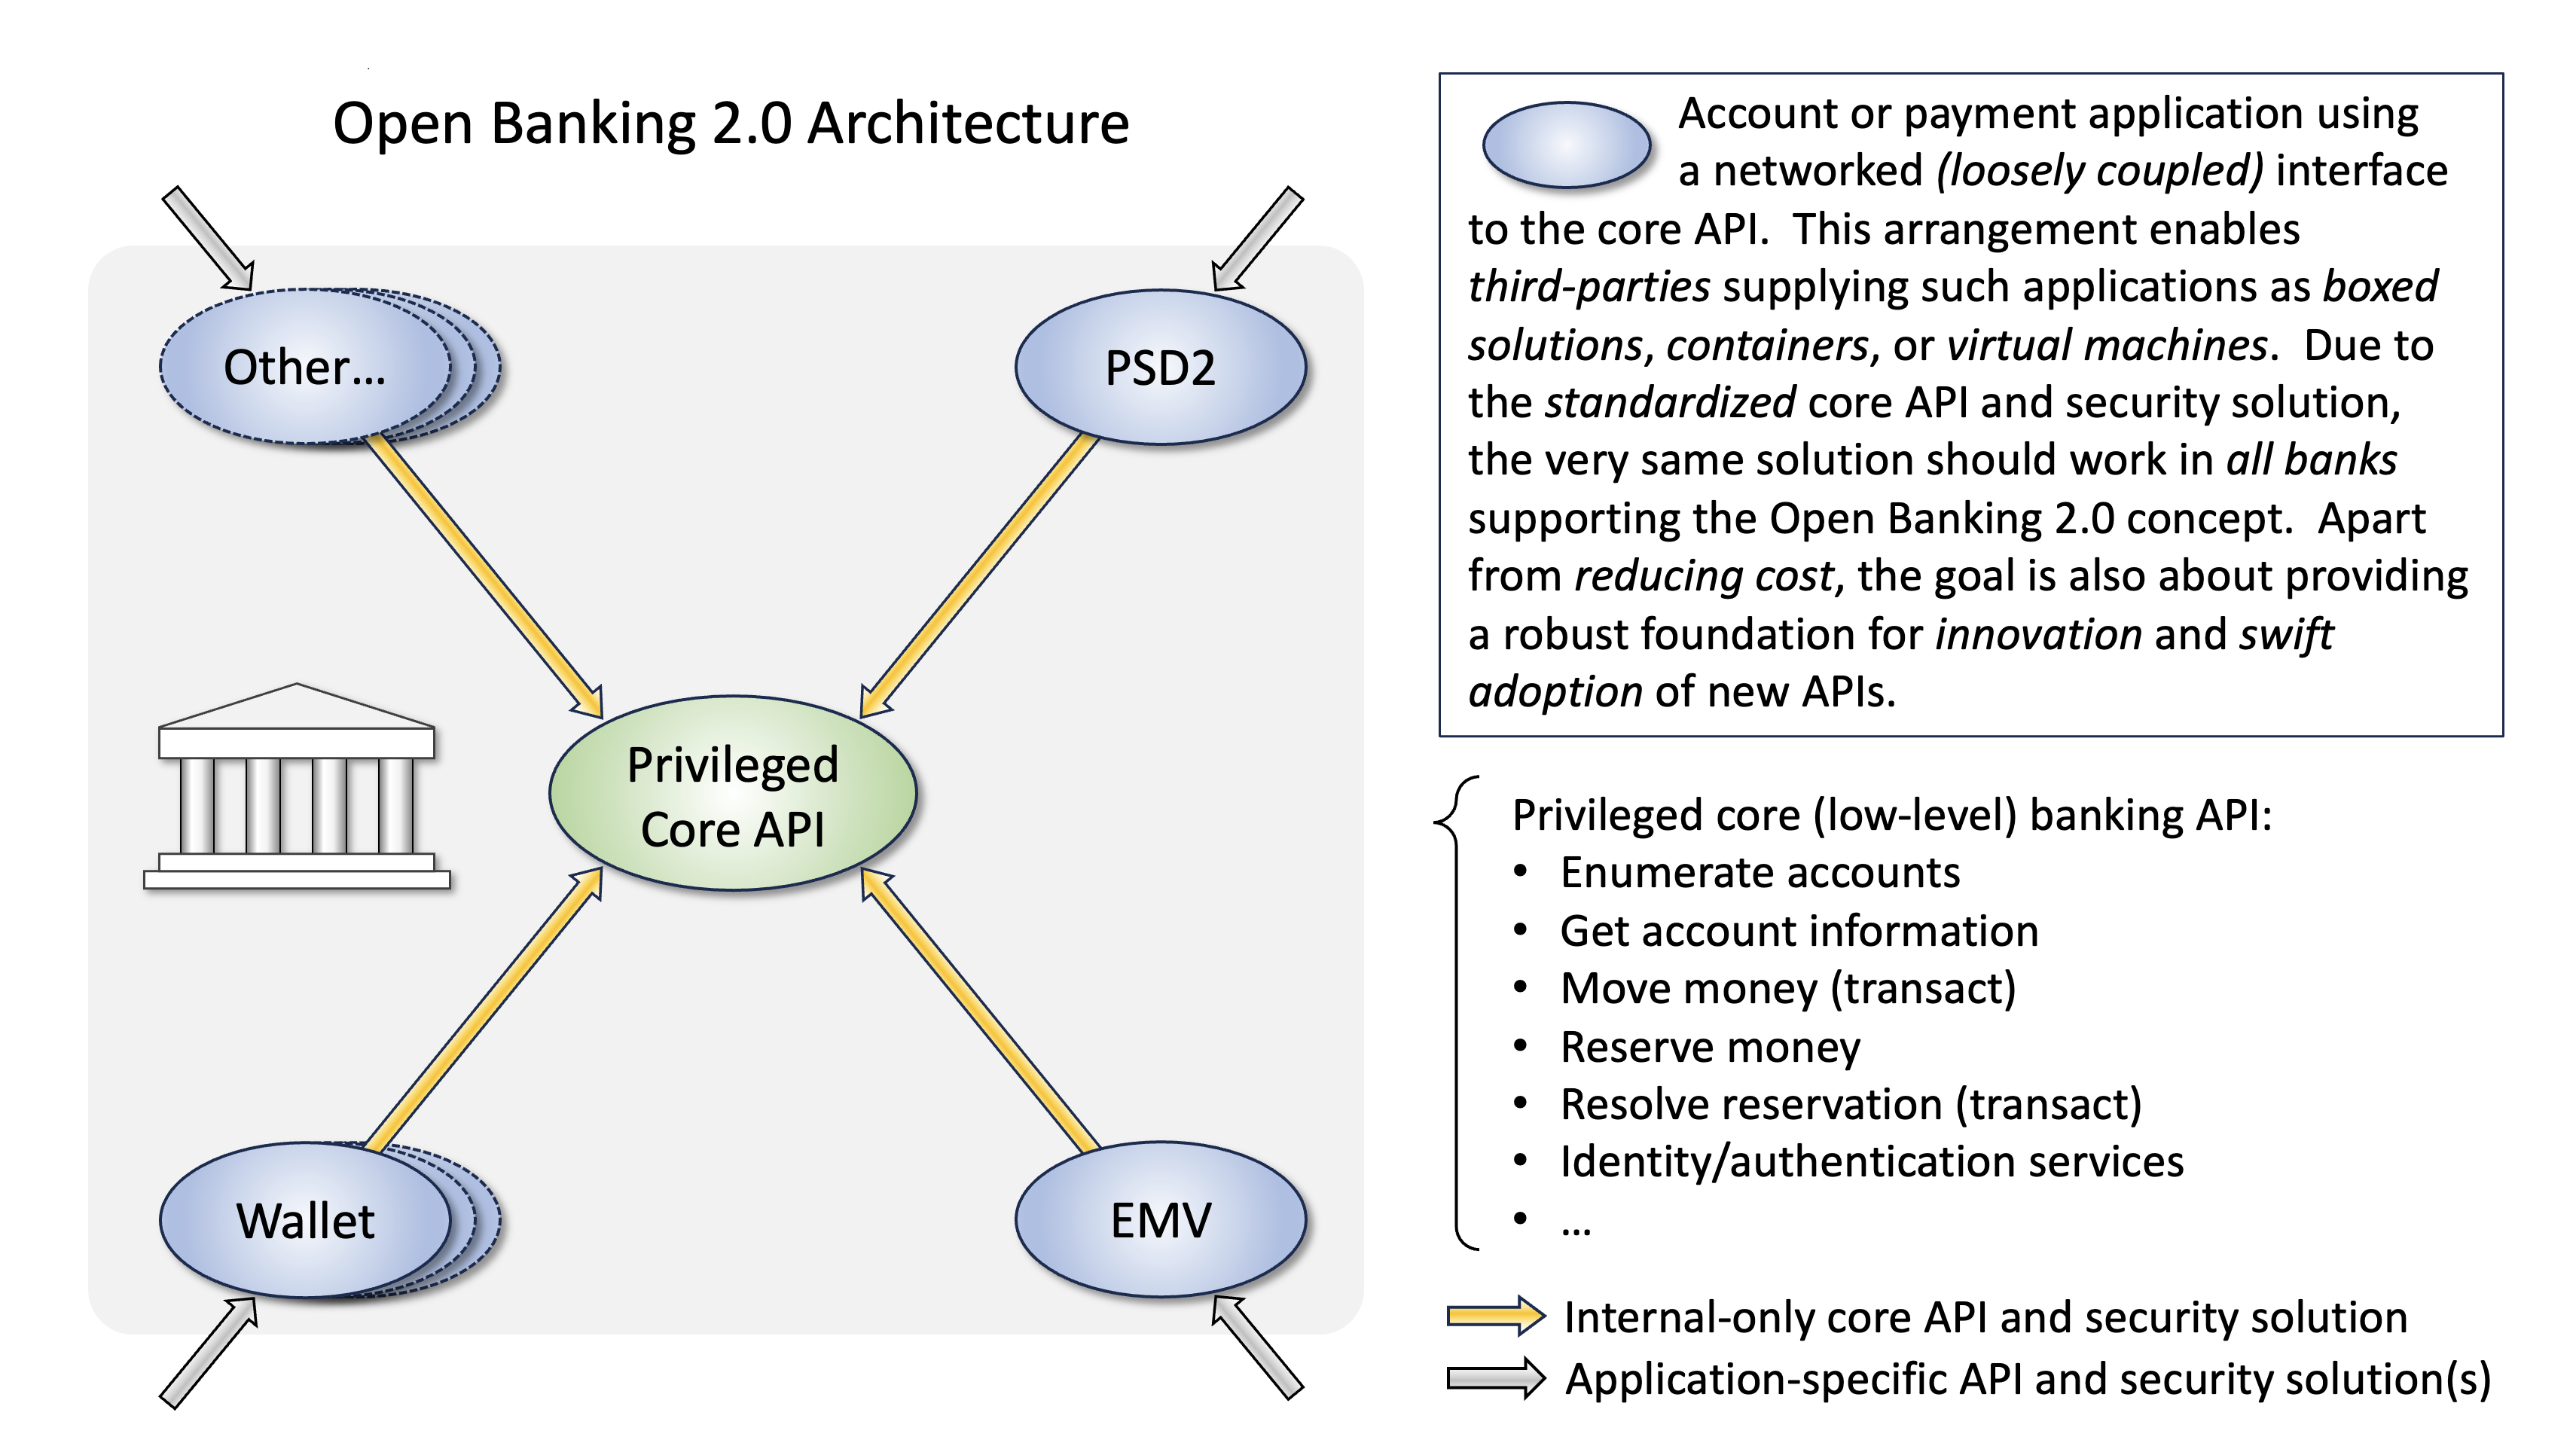 Open Banking 2.0 Architecture
Other...
PSD2
Privileged
Core API
Wallet
EMV
Account or payment application using
a networked (loosely coupled) interface
to the core API.  This arrangement enables
third-parties supplying such applications as boxed
solutions, containers, or virtual machines.  Due to
the standardized core API and security solution,
the very same solution should work in all banks
supporting the Open Banking 2.0 concept.  Apart
from reducing cost, the goal is also about providing
a robust foundation for innovation and swift
adoption of new APIs.
Privileged core (low-level) banking API:
• Enumerate accounts
• Get account information
• Move money (transact)
• Reserve money
• Resolve reservation (transact)
• Identity/authentication services
• ...
Internal-only core API and security solution
Application-specific API and security solution(s)